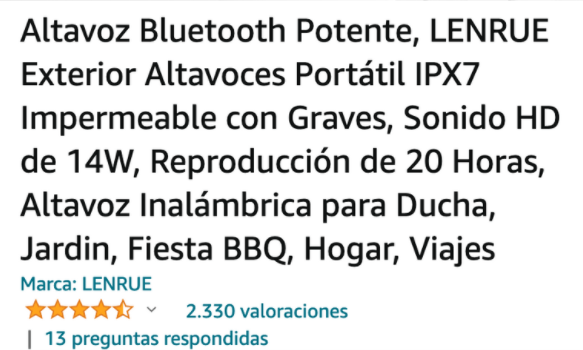 Altavoz Bluetooth Potente, LENRUE
Exterior Altavoces Portátil IPX7
Impermeable con Graves, Sonido HD
de 14W, Reproducción de 20 Horas,
Altavoz Inalámbrica para Ducha,
Jardin, Fiesta BBQ, Hogar, Viajes
Marca: LENRUE
2.330 valoraciones
| 13 preguntas respondidas